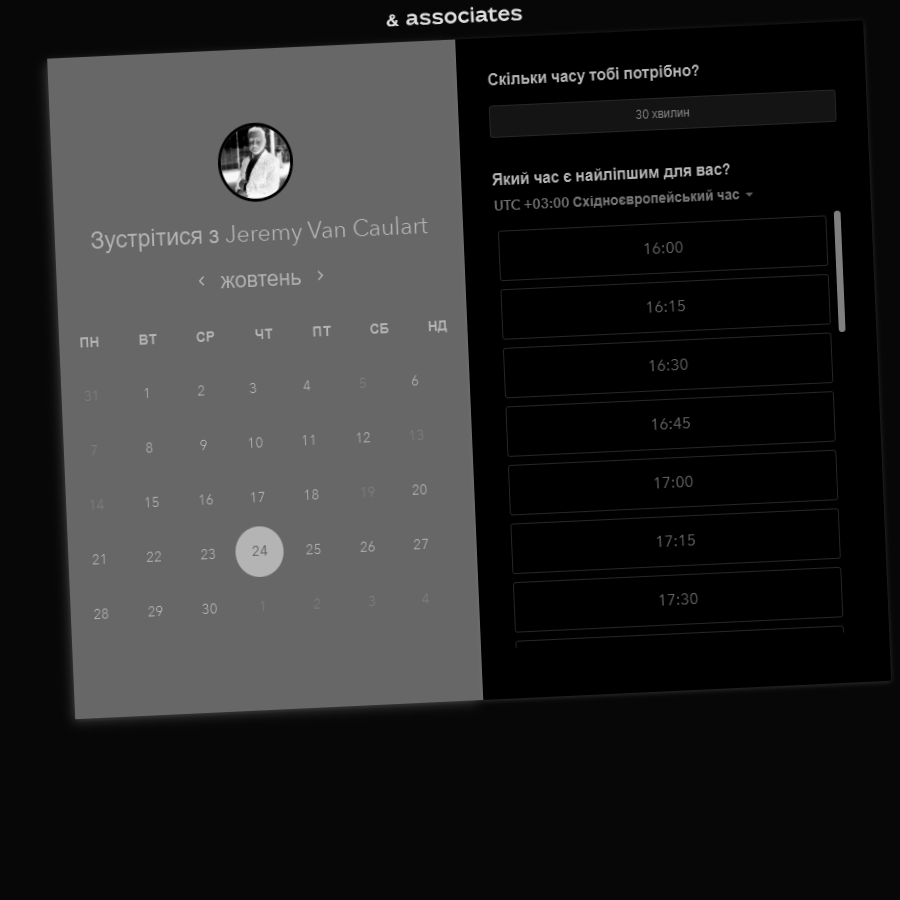 & associates
Зустрітися з Jeremy Van Caulart
жовтень
ПН ВТ СР ЧТ ПТ СБ НД
31 1 2 3 4 5 6
7 8 9 10 11 12 13
14 15 16 17 18 19 20
21 22 23 24 25 26 27
28 29 30 1 2 3 4
Скільки часу тобі потрібно?
30 хвилин
Який час є найліпшим для вас?
UTC +03:00 Східноєвропейський час
16:00
16:15
16:30
16:45
17:00
17:15
17:30